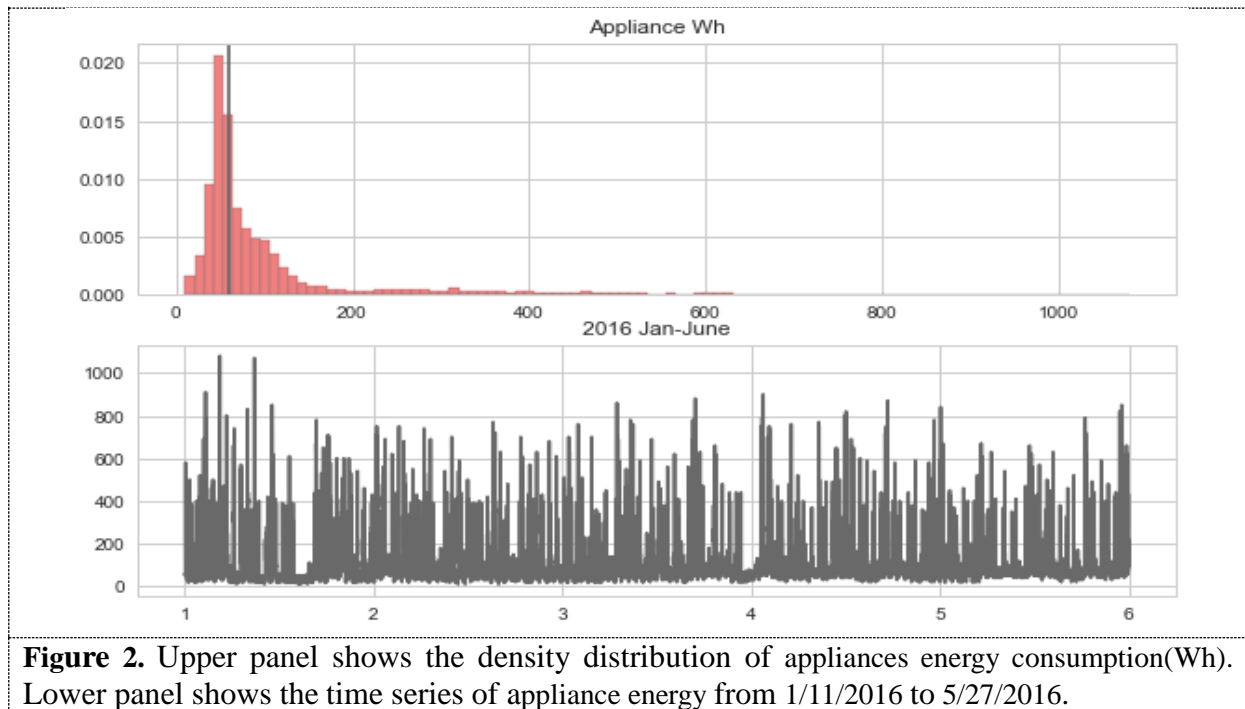 Appliance Wh
0.020
0.015
0.010
0.005
0.000
0 200 400 600 800 1000
2016 Jan-June
1000
800
600
400
200
0
1 2 3 4 5 6
Figure 2. Upper panel shows the density distribution of appliances energy consumption(Wh).
Lower panel shows the time series of appliance energy from 1/11/2016 to 5/27/2016.